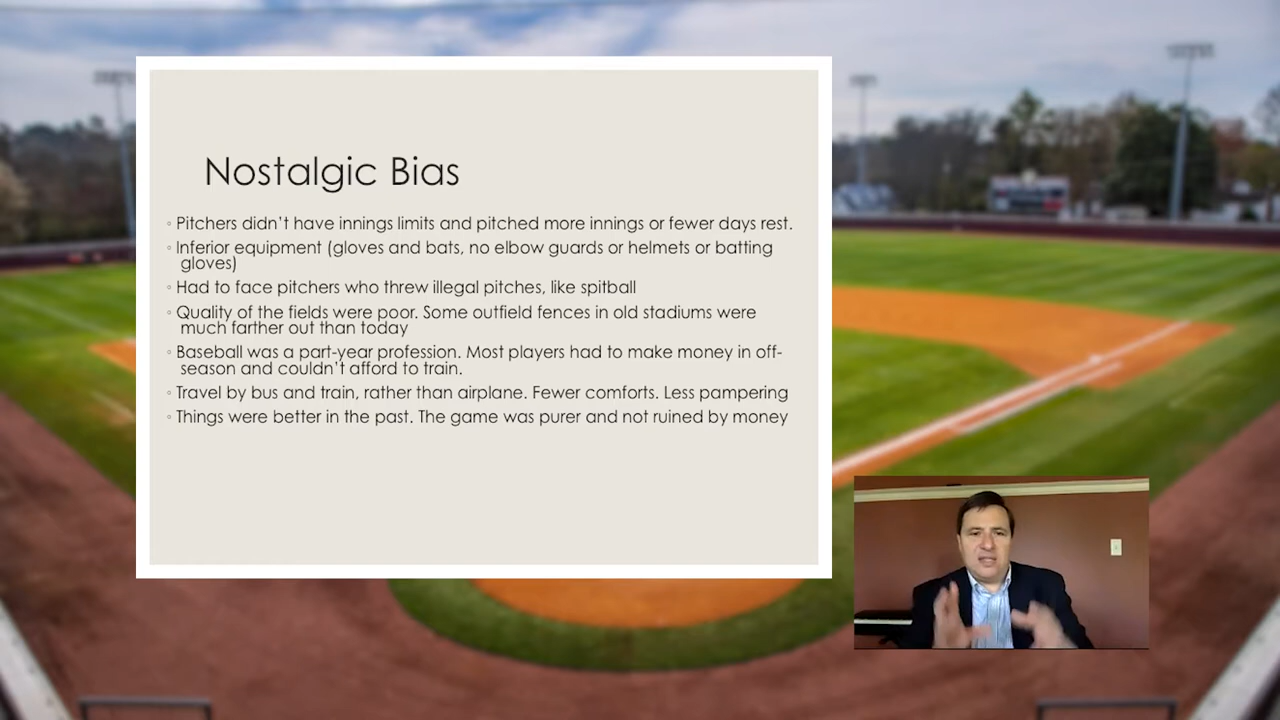 Nostalgic Bias
◦ Pitchers didn’t have innings limits and pitched more innings or fewer days rest.
◦ Inferior equipment (gloves and bats, no elbow guards or helmets or batting
gloves)
◦ Had to face pitchers who threw illegal pitches, like spitball
◦ Quality of the fields were poor. Some outfield fences in old stadiums were
much farther out than today
◦ Baseball was a part-year profession. Most players had to make money in off-
season and couldn’t afford to train.
◦ Travel by bus and train, rather than airplane. Fewer comforts. Less pampering
◦ Things were better in the past. The game was purer and not ruined by money